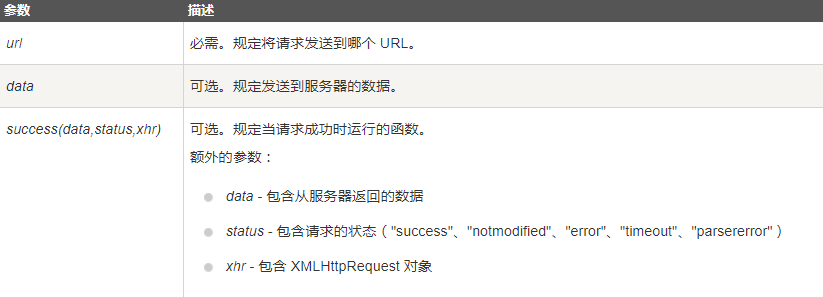 参数 描述
url 必需。规定将请求发送到哪个 URL。
data 可选。规定发送到服务器的数据。
success(data,status,xhr) 可选。规定当请求成功时运行的函数。
额外的参数：
data - 包含从服务器返回的数据
status - 包含请求的状态（"success"、"notmodified"、"error"、"timeout"、"parsererror"）
xhr - 包含 XMLHttpRequest 对象